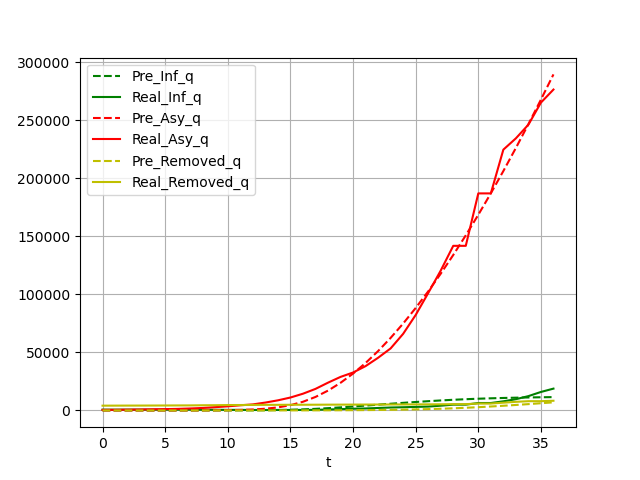 300000
250000
200000
150000
100000
50000
0
Pre_Inf_q
Real_Inf_q
Pre_Asy_q
Real_Asy_q
Pre_Removed_q
Real_Removed_q
0 5 10 15 20 25 30 35
t